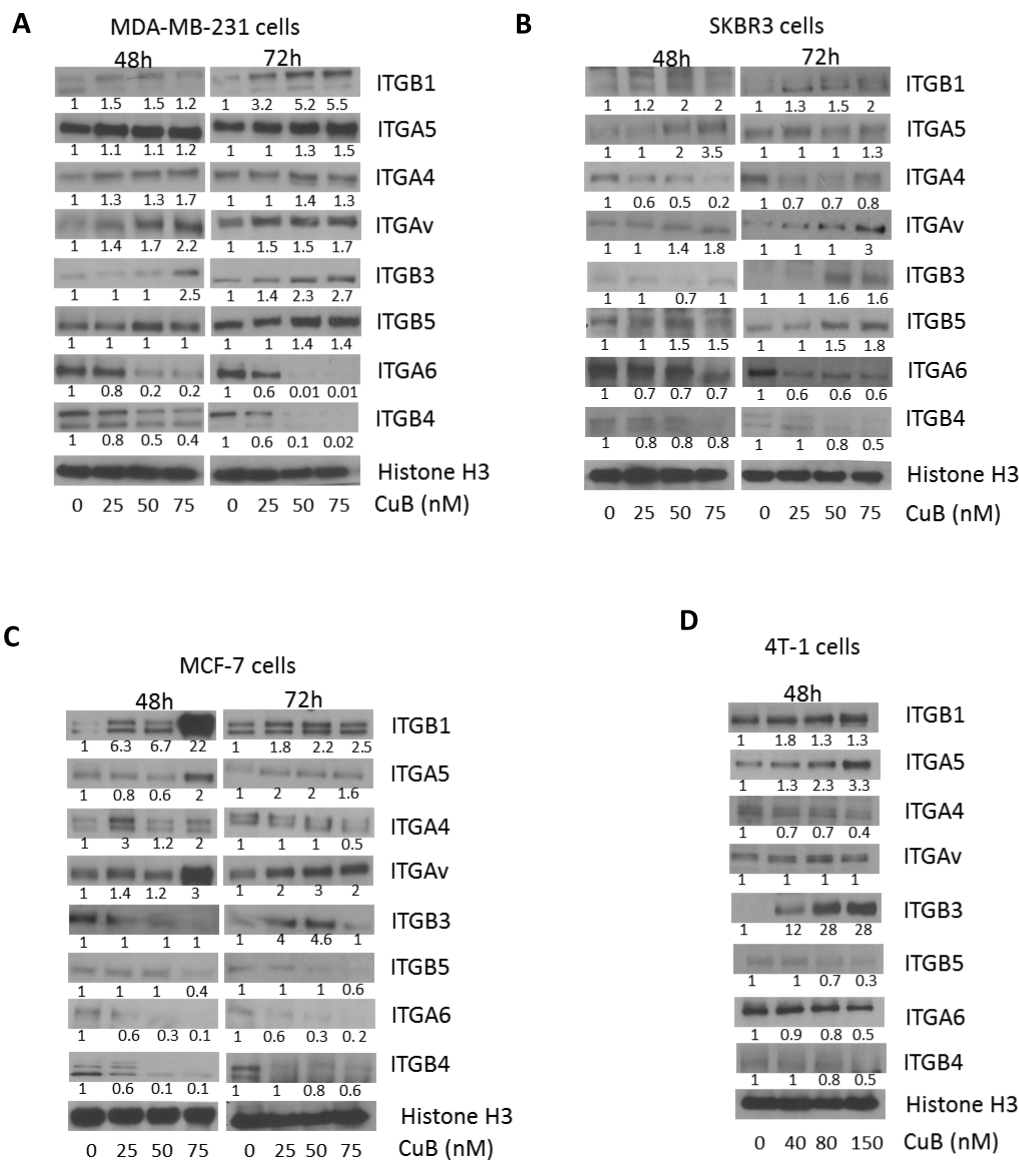 A
MDA-MB-231 cells
48h 72h
ITGB1
1 1.5 1.5 1.2 1 3.2 5.2 5.5
ITGA5
1 1.1 1.1 1.2 1 1 1.3 1.5
ITGA4
1 1.3 1.3 1.7 1 1 1.4 1.3
ITGAv
1 1.4 1.7 2.2 1 1.5 1.5 1.7
ITGB3
1 1 1 2.5 1 1.4 2.3 2.7
ITGB5
1 1 1 1 1 1 1.4 1.4
ITGA6
1 0.8 0.2 0.2 1 0.6 0.01 0.01
ITGB4
1 0.8 0.5 0.4 1 0.6 0.1 0.02
Histone H3
0 25 50 75 0 25 50 75 CuB (nM)
B
SKBR3 cells
48h 72h
ITGB1
1 1.2 2 2 1 1.3 1.5 2
ITGA5
1 1 2 3.5 1 1 1 1.3
ITGA4
1 0.6 0.5 0.2 1 0.7 0.7 0.8
ITGAv
1 1 1.4 1.8 1 1 1 3
ITGB3
1 1 0.7 1 1 1 1.6 1.6
ITGB5
1 1 1.5 1.5 1 1 1.5 1.8
ITGA6
1 0.7 0.7 0.7 1 0.6 0.6 0.6
ITGB4
1 0.8 0.8 0.8 1 1 0.8 0.5
Histone H3
0 25 50 75 0 25 50 75 CuB (nM)
C
MCF-7 cells
48h 72h
ITGB1
1 6.3 6.7 22 1 1.8 2.2 2.5
ITGA5
1 0.8 0.6 2 1 2 2 1.6
ITGA4
1 3 1.2 2 1 1 1 0.5
ITGAv
1 1.4 1.2 3 1 2 3 2
ITGB3
1 1 1 1 1 4 4.6 1
ITGB5
1 1 1 0.4 1 1 1 0.6
ITGA6
1 0.6 0.3 0.1 1 0.6 0.3 0.2
ITGB4
1 0.6 0.1 0.1 1 1 0.8 0.6
Histone H3
0 25 50 75 0 25 50 75 CuB (nM)
D
4T-1 cells
48h
ITGB1
1 1.8 1.3 1.3
ITGA5
1 1.3 2.3 3.3
ITGA4
1 0.7 0.7 0.4
ITGAv
1 1 1 1
ITGB3
1 12 28 28
ITGB5
1 1 0.7 0.3
ITGA6
1 0.9 0.8 0.5
ITGB4
1 1 0.8 0.5
Histone H3
0 40 80 150 CuB (nM)